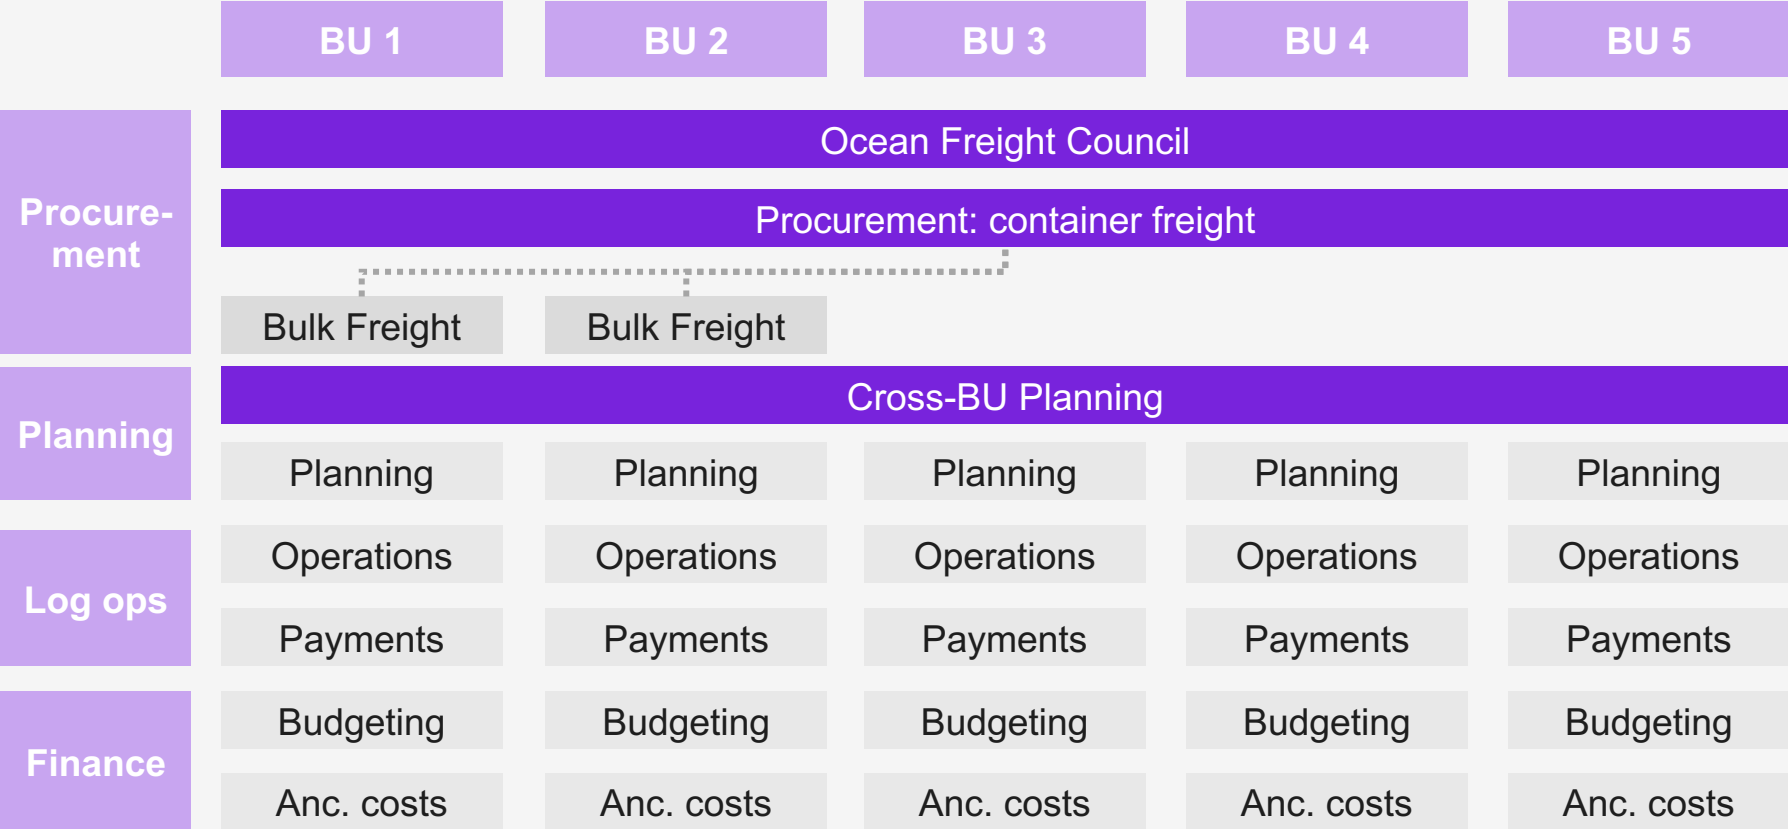 BU 1 BU 2 BU 3 BU 4 BU 5
Ocean Freight Council
Procure-
ment
Procurement: container freight
Bulk Freight Bulk Freight
Cross-BU Planning
Planning
Planning Planning Planning Planning Planning
Operations Operations Operations Operations Operations
Log ops
Payments Payments Payments Payments Payments
Budgeting Budgeting Budgeting Budgeting Budgeting
Finance
Anc. costs Anc. costs Anc. costs Anc. costs Anc. costs